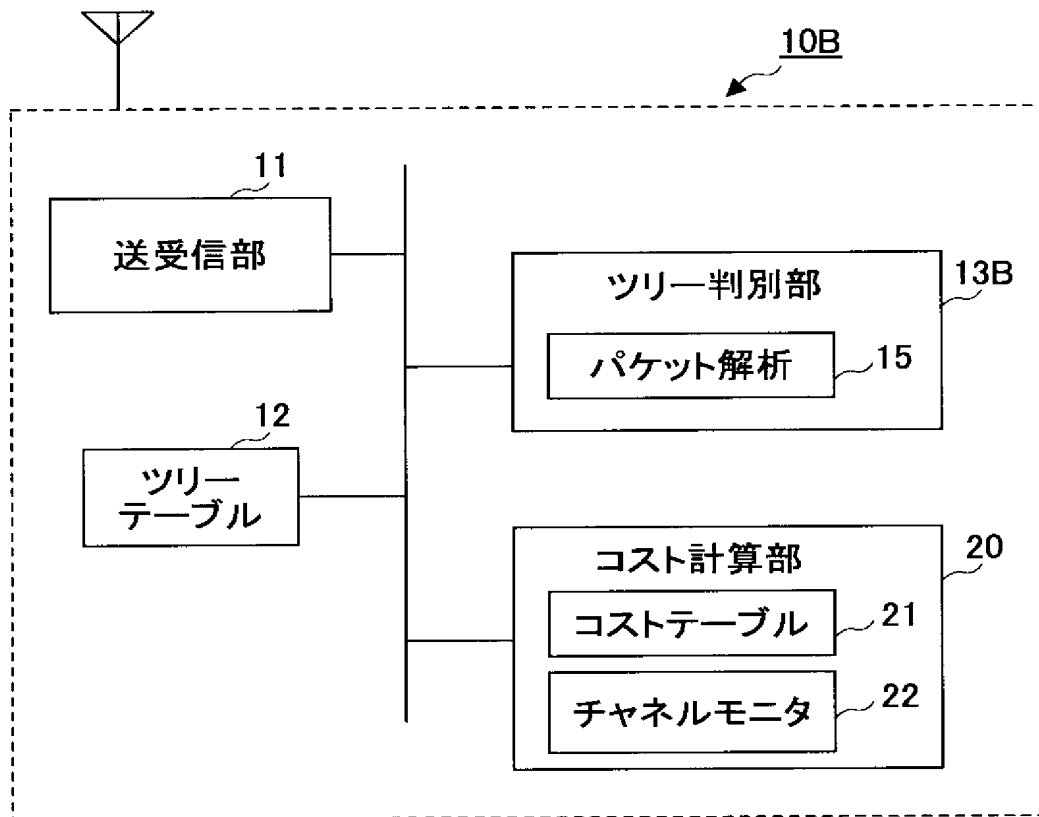 10B
11
送受信部
ツリー判別部
13B
パケット解析
15
12
ツリー
テーブル
コスト計算部
20
コストテーブル
21
チャネルモニタ
22